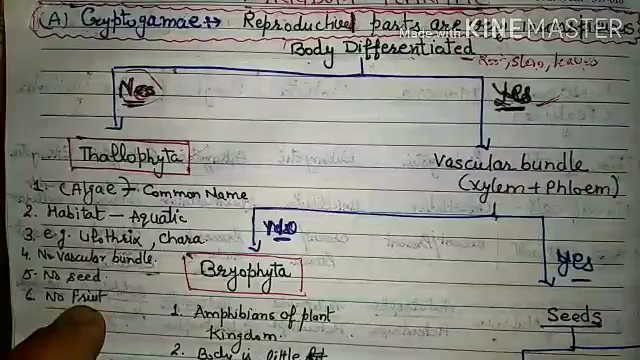 (A) Cryptogamae ↔ Reproductive parts are
Made with KINEMASTER
Body Differentiated
Root, Stem, leaves
No
Yes
Thallophyta
Vascular bundle
(xylem + Phloem)
1. (Algae) → Common Name
2. Habitat — Aquatic
3. e.g. Ulothrix, Chara.
4. No Vascular bundle.
5. No seed.
6. No fruit
No
Yes
Bryophyta
Seeds
1. Amphibians of plant
Kingdom.
2. Body is little